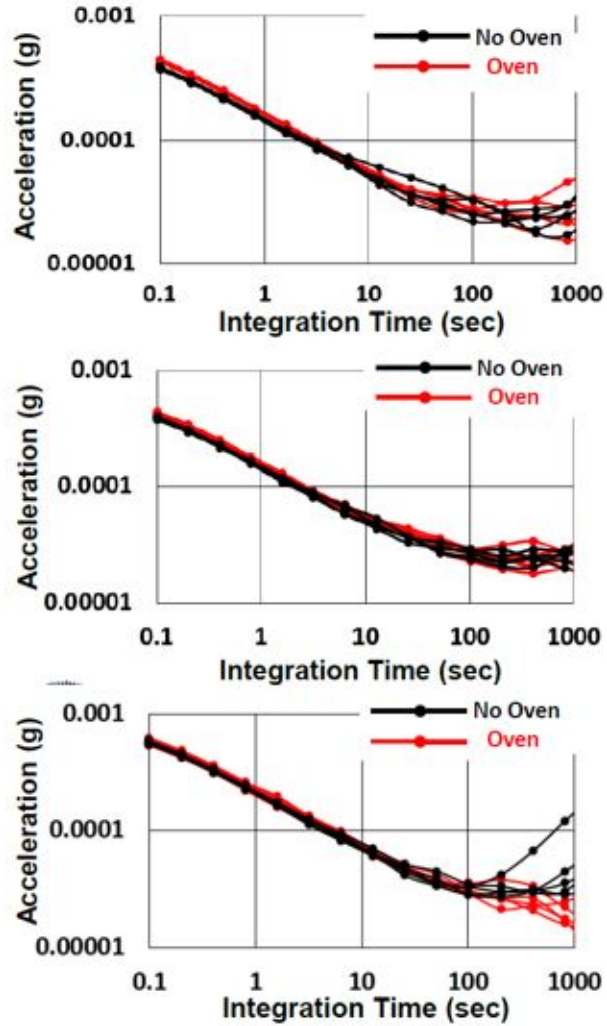 0.001
No Oven
Oven
Acceleration (g)
0.0001
0.00001
0.1 1 10 100 1000
Integration Time (sec)
0.001
No Oven
Oven
Acceleration (g)
0.0001
0.00001
0.1 1 10 100 1000
Integration Time (sec)
0.001
No Oven
Oven
Acceleration (g)
0.0001
0.00001
0.1 1 10 100 1000
Integration Time (sec)